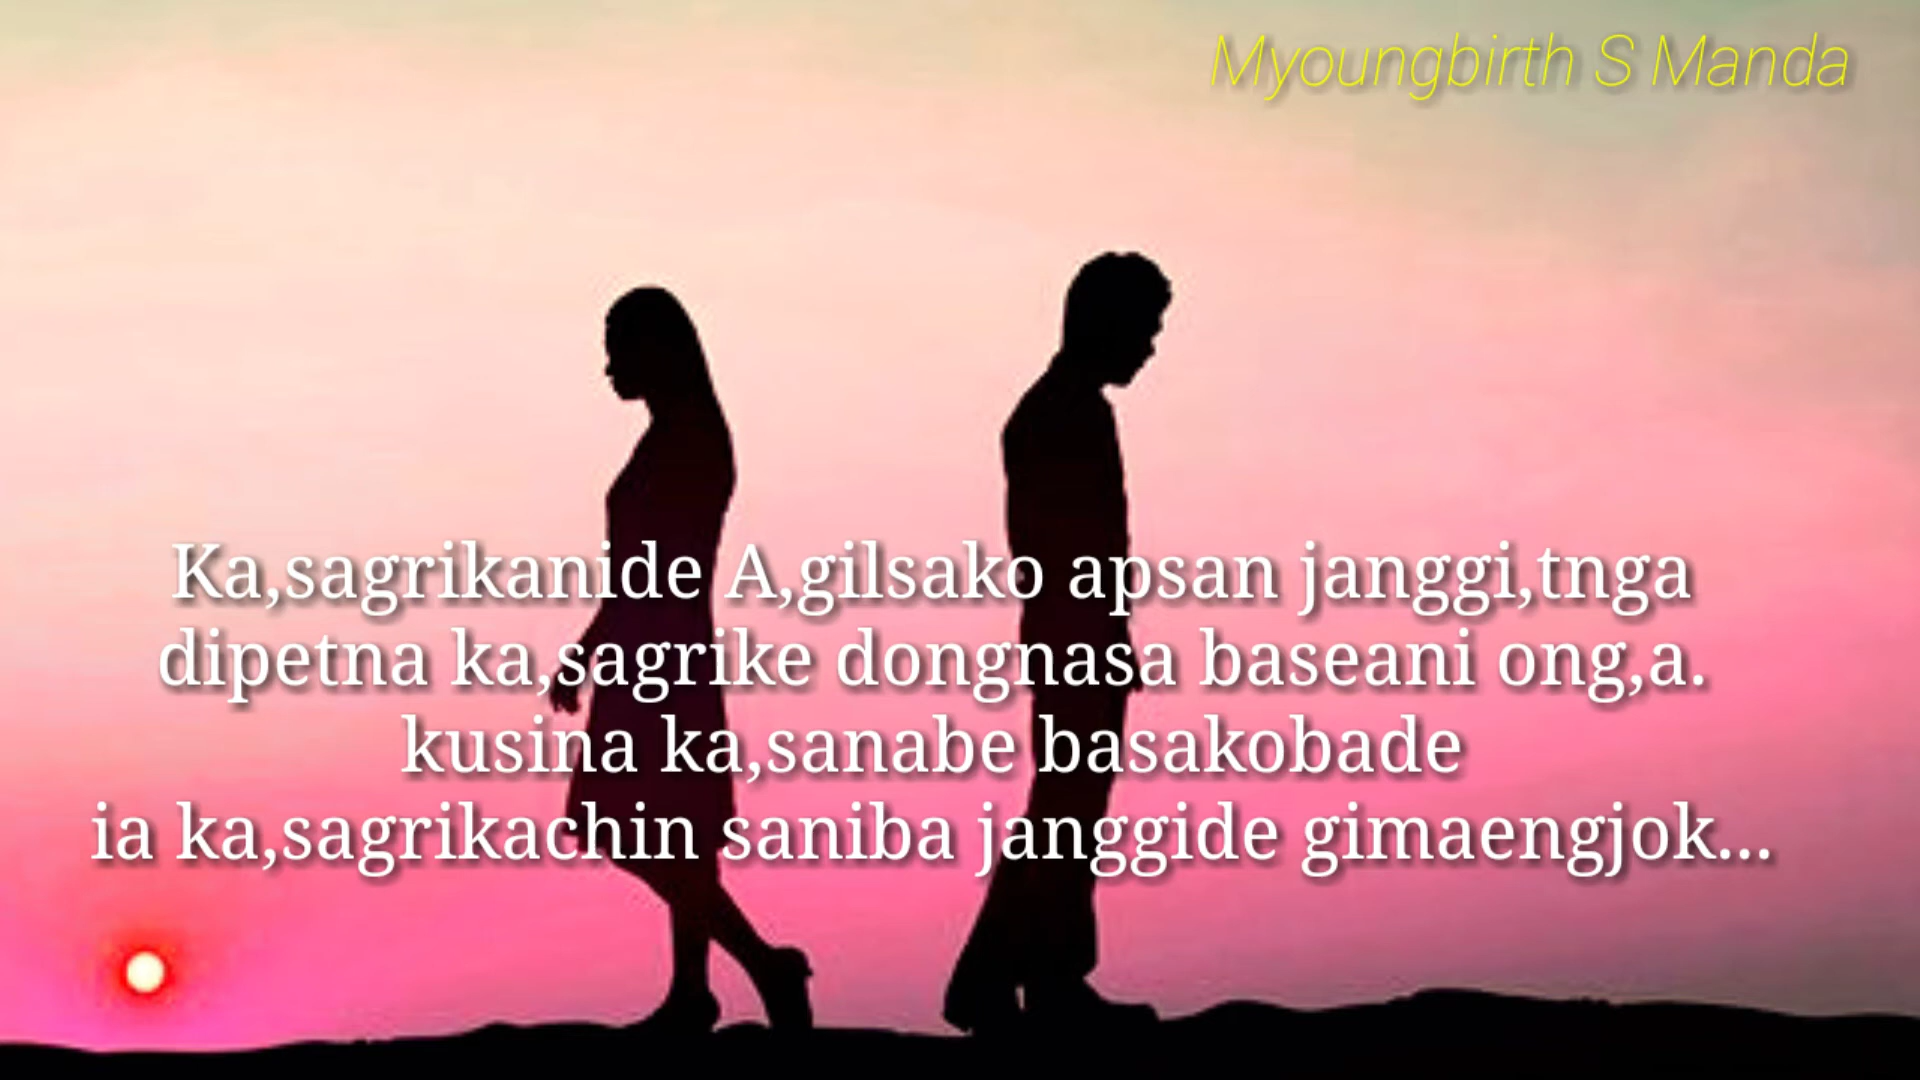 Myoungbirth S Manda
Ka,sagrikanide A,gilsako apsan janggi,tnga
dipetna ka,sagrike dongnasa baseani ong,a.
kusina ka,sanabe basakobade
ia ka,sagrikachin saniba janggide gimaengjok...